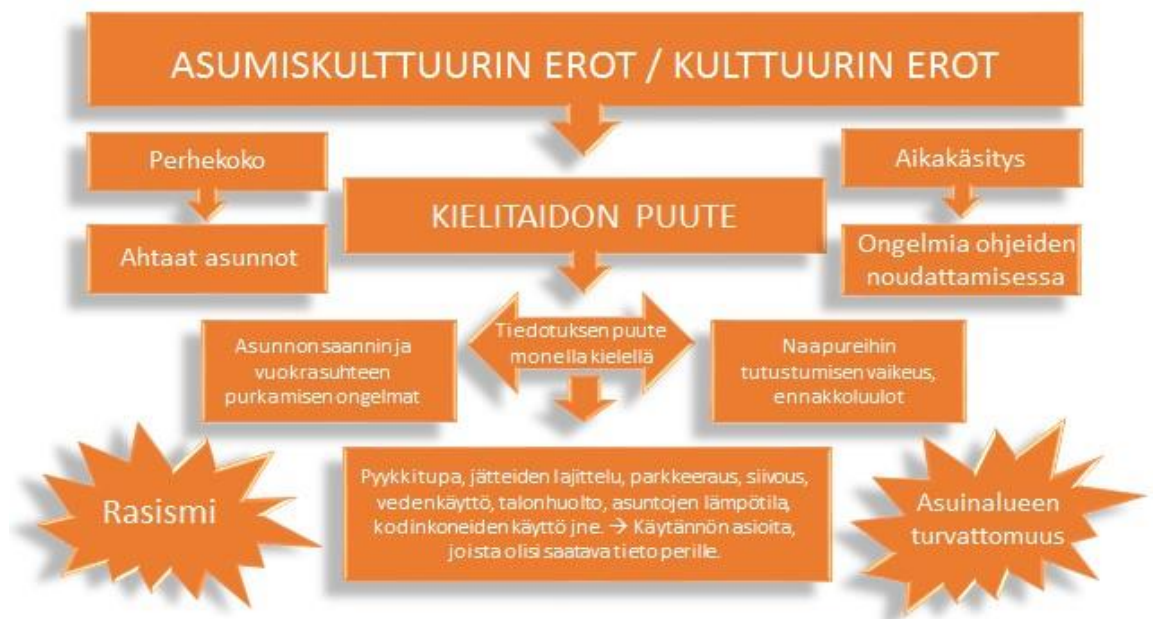 ASUMISKULTTUURIN EROT / KULTTUURIN EROT
Perhekoko
Aikakäsitys
KIELITAIDON PUUTE
Ahtaat asunnot
Ongelmia ohjeiden
noudattamisessa
Asunnon saannin ja
vuokrasuhteen
purkamisen ongelmat
Tiedotuksen puute
monella kielellä
Naapureihin
tutustumisen vaikeus,
ennakkoluulot
Rasismi
Pyykkitupa, jätteiden lajittelu, parkkeeraus, siivous,
vedenkäyttö, talonhuolto, asuntojen lämpötila,
kodinkoneiden käyttö jne. → Käytännön asioita,
joista olisi saatava tieto perille.
Asuinalueen
turvattomuus